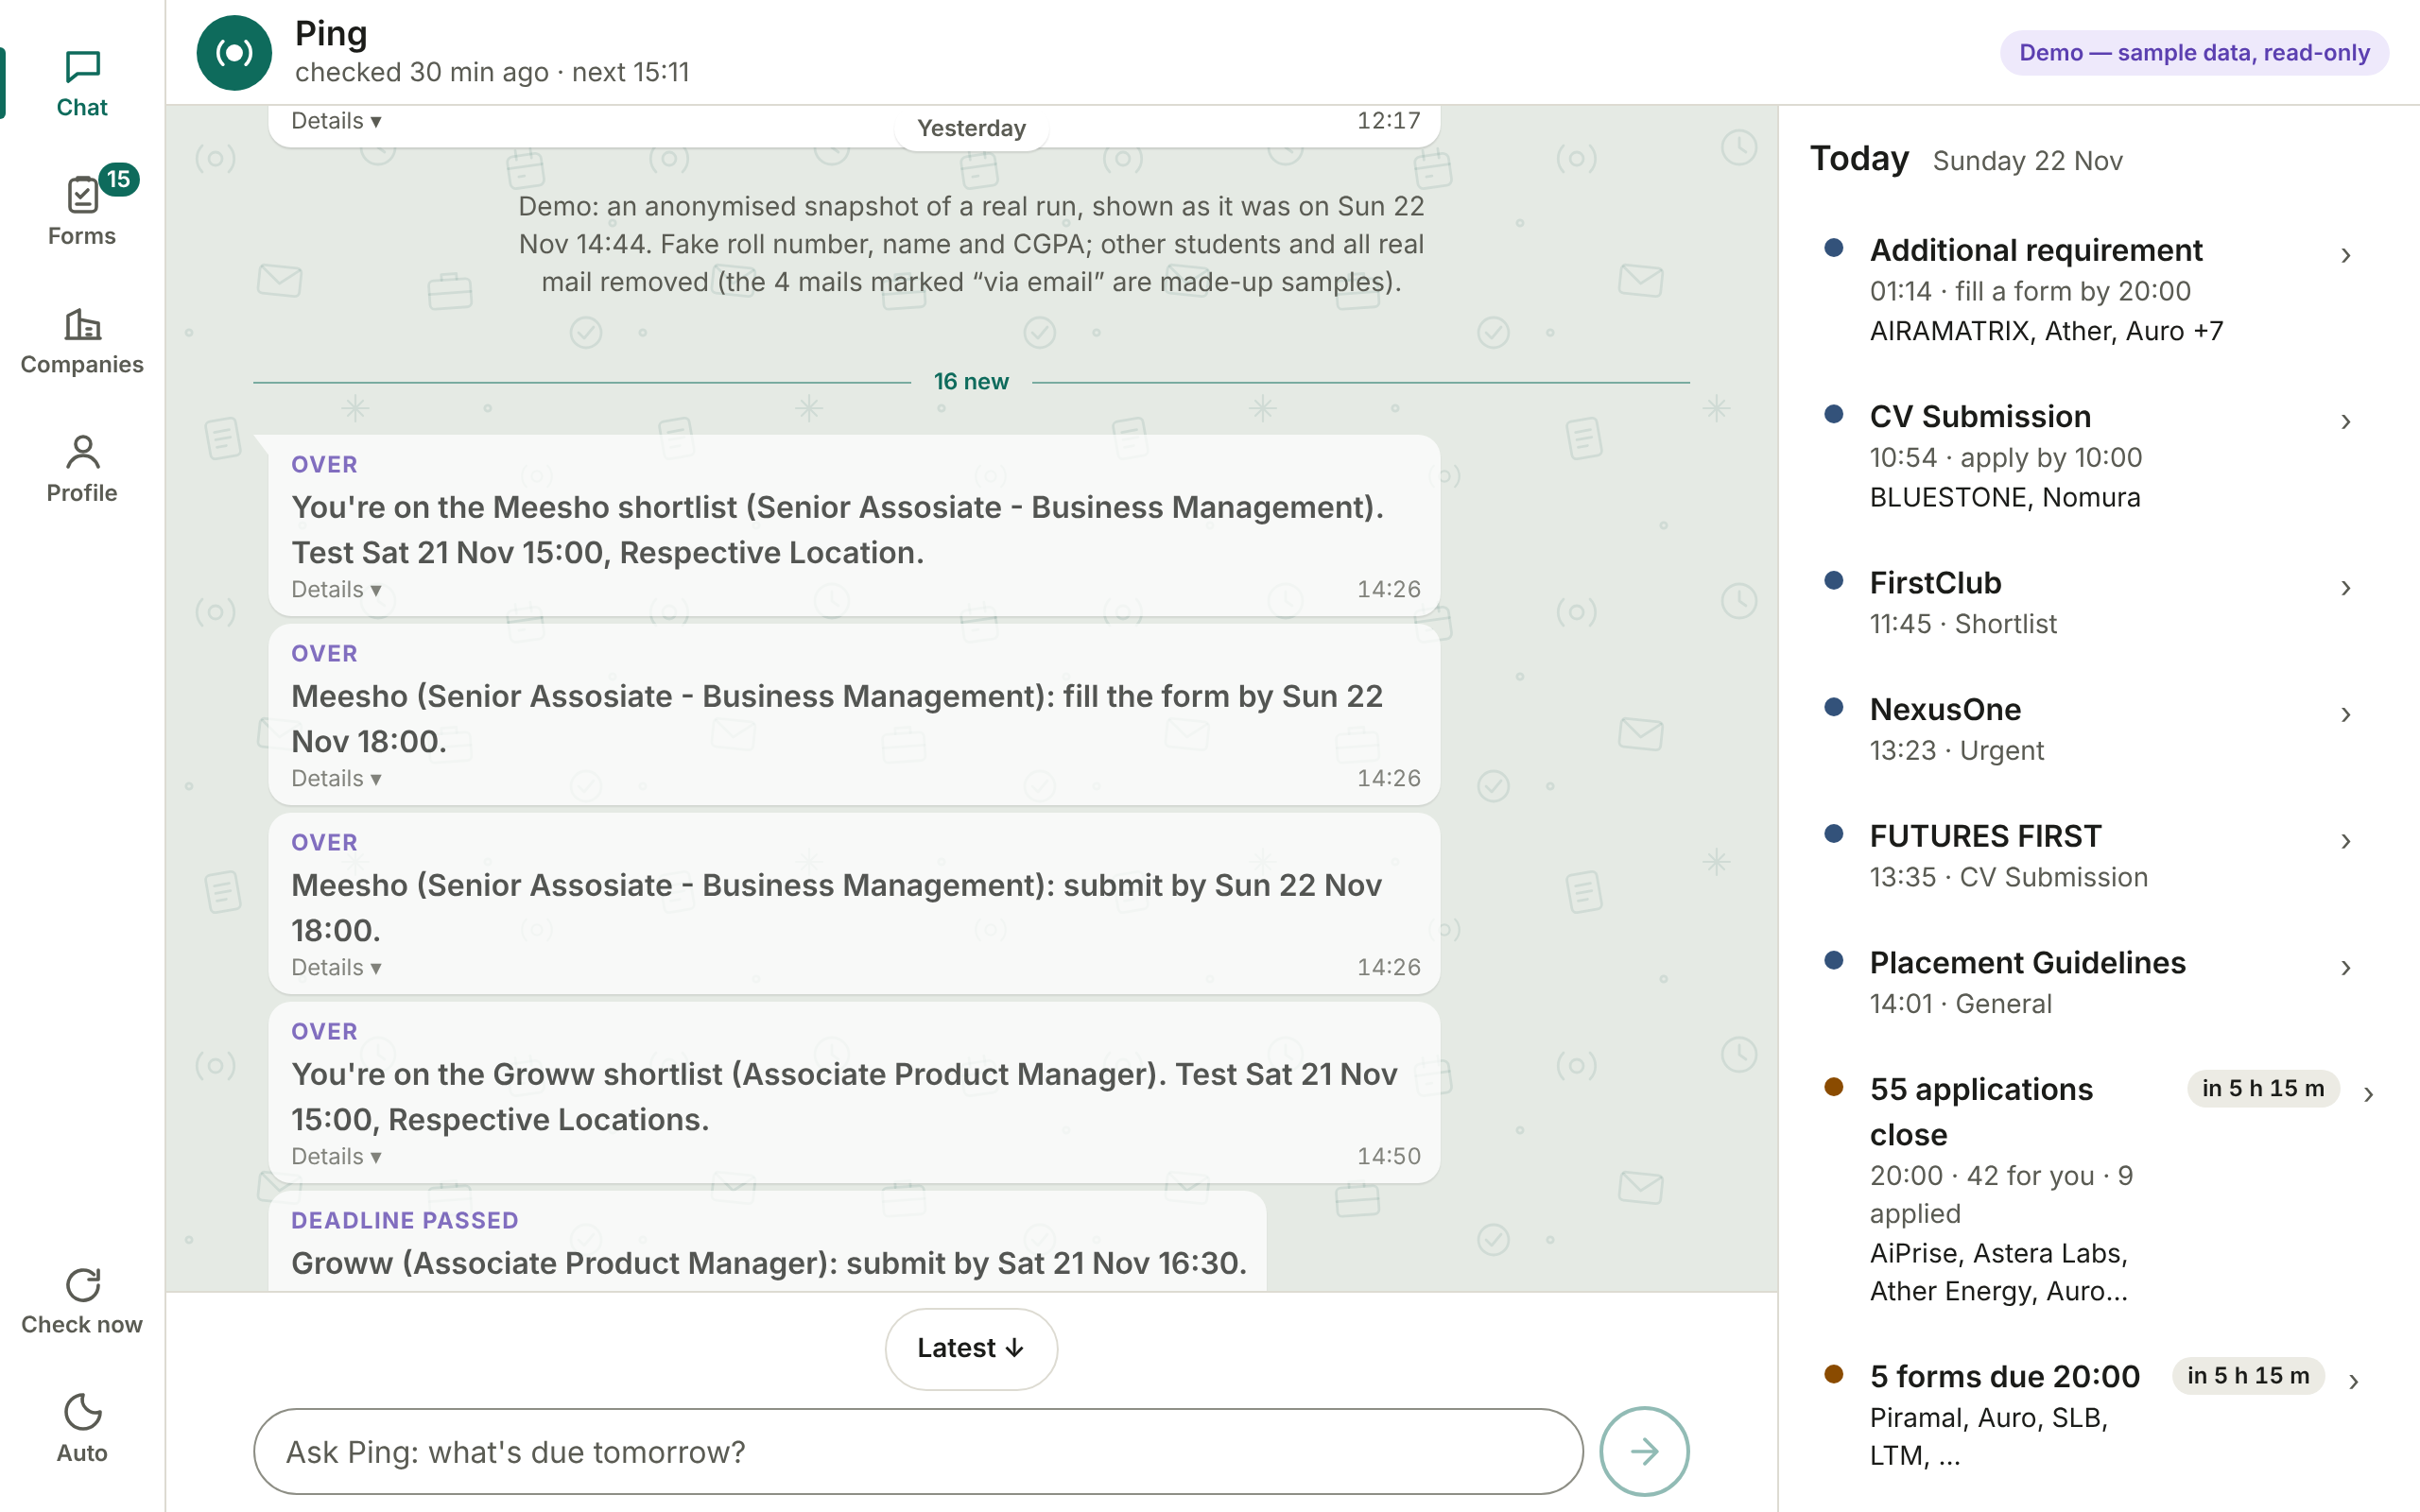 Chat
15
Forms
Companies
Profile
Check now
Auto
Ping
checked 30 min ago · next 15:11
Demo — sample data, read-only
Details ▾
12:17
Yesterday
Demo: an anonymised snapshot of a real run, shown as it was on Sun 22
Nov 14:44. Fake roll number, name and CGPA; other students and all real
mail removed (the 4 mails marked “via email” are made-up samples).
16 new
OVER
You're on the Meesho shortlist (Senior Assosiate - Business Management).
Test Sat 21 Nov 15:00, Respective Location.
Details ▾
14:26
OVER
Meesho (Senior Assosiate - Business Management): fill the form by Sun 22
Nov 18:00.
Details ▾
14:26
OVER
Meesho (Senior Assosiate - Business Management): submit by Sun 22 Nov
18:00.
Details ▾
14:26
OVER
You're on the Groww shortlist (Associate Product Manager). Test Sat 21 Nov
15:00, Respective Locations.
Details ▾
14:50
DEADLINE PASSED
Groww (Associate Product Manager): submit by Sat 21 Nov 16:30.
Latest ↓
Ask Ping: what's due tomorrow?
Today Sunday 22 Nov
Additional requirement
01:14 · fill a form by 20:00
AIRAMATRIX, Ather, Auro +7
CV Submission
10:54 · apply by 10:00
BLUESTONE, Nomura
FirstClub
11:45 · Shortlist
NexusOne
13:23 · Urgent
FUTURES FIRST
13:35 · CV Submission
Placement Guidelines
14:01 · General
55 applications
close
in 5 h 15 m
20:00 · 42 for you · 9
applied
AiPrise, Astera Labs,
Ather Energy, Auro...
5 forms due 20:00
in 5 h 15 m
Piramal, Auro, SLB,
LTM, ...